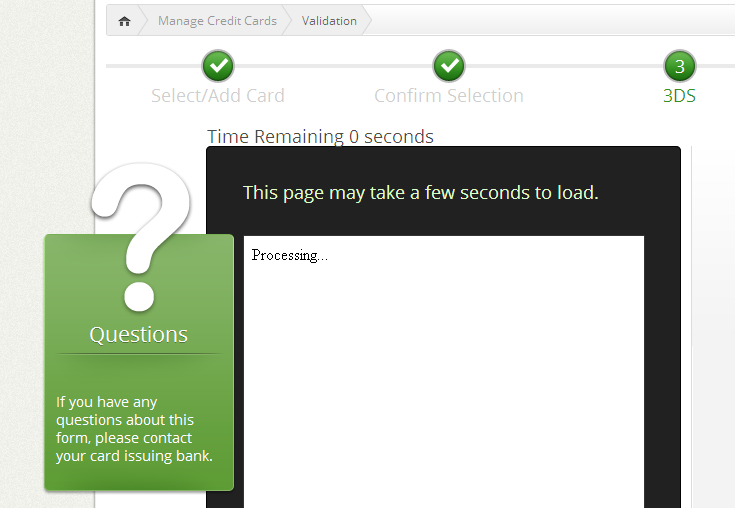 Manage Credit Cards Validation
3
Select/Add Card Confirm Selection 3DS
Time Remaining 0 seconds
This page may take a few seconds to load.
Processing...
?
Questions
If you have any
questions about this
form, please contact
your card issuing bank.